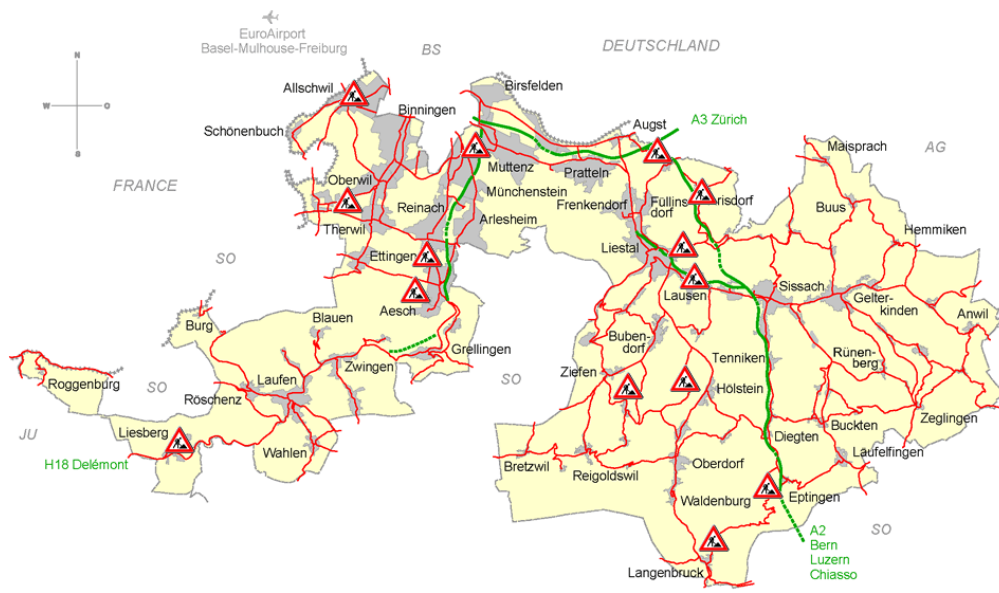 EuroAirport
Basel-Mulhouse-Freiburg
BS
DEUTSCHLAND
N
W
O
S
Allschwil
Birsfelden
Binningen
Schönenbuch
Augst
A3 Zürich
Maisprach
AG
Muttenz
Pratteln
FRANCE
Oberwil
Münchenstein
Reinach
Frenkendorf
Füllins
dorf
risdorf
Buus
Therwil
Arlesheim
Hemmiken
SO
Ettingen
Liestal
Aesch
Lausen
Sissach
Gelter-
kinden
Anwil
Burg
Blauen
Grellingen
Buben-
dorf
Tenniken
Rünen-
berg
Zwingen
Roggenburg
SO
Laufen
SO
Ziefen
Hölstein
Röschenz
Zeglingen
JU
Liesberg
Buckten
Diegten
H18 Delémont
Wahlen
Läufelfingen
Bretzwil
Reigoldswil
Oberdorf
Waldenburg
Eptingen
SO
A2
Bern
Luzern
Chiasso
Langenbruck